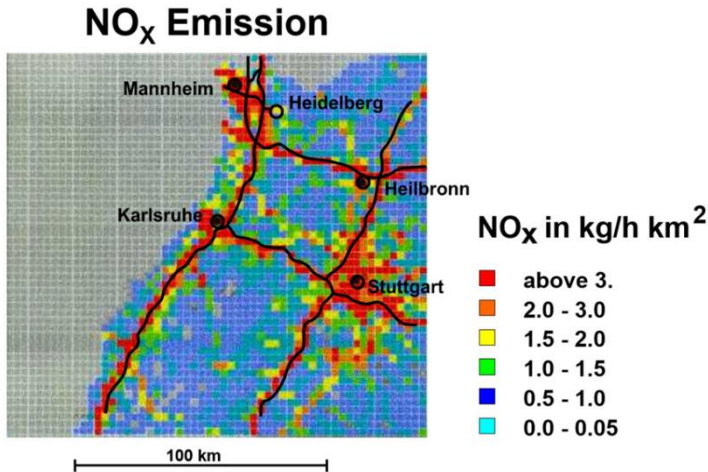 NOX Emission
Mannheim
Heidelberg
Heilbronn
Karlsruhe
Stuttgart
100 km
NOX in kg/h km2
above 3.
2.0 - 3.0
1.5 - 2.0
1.0 - 1.5
0.5 - 1.0
0.0 - 0.05